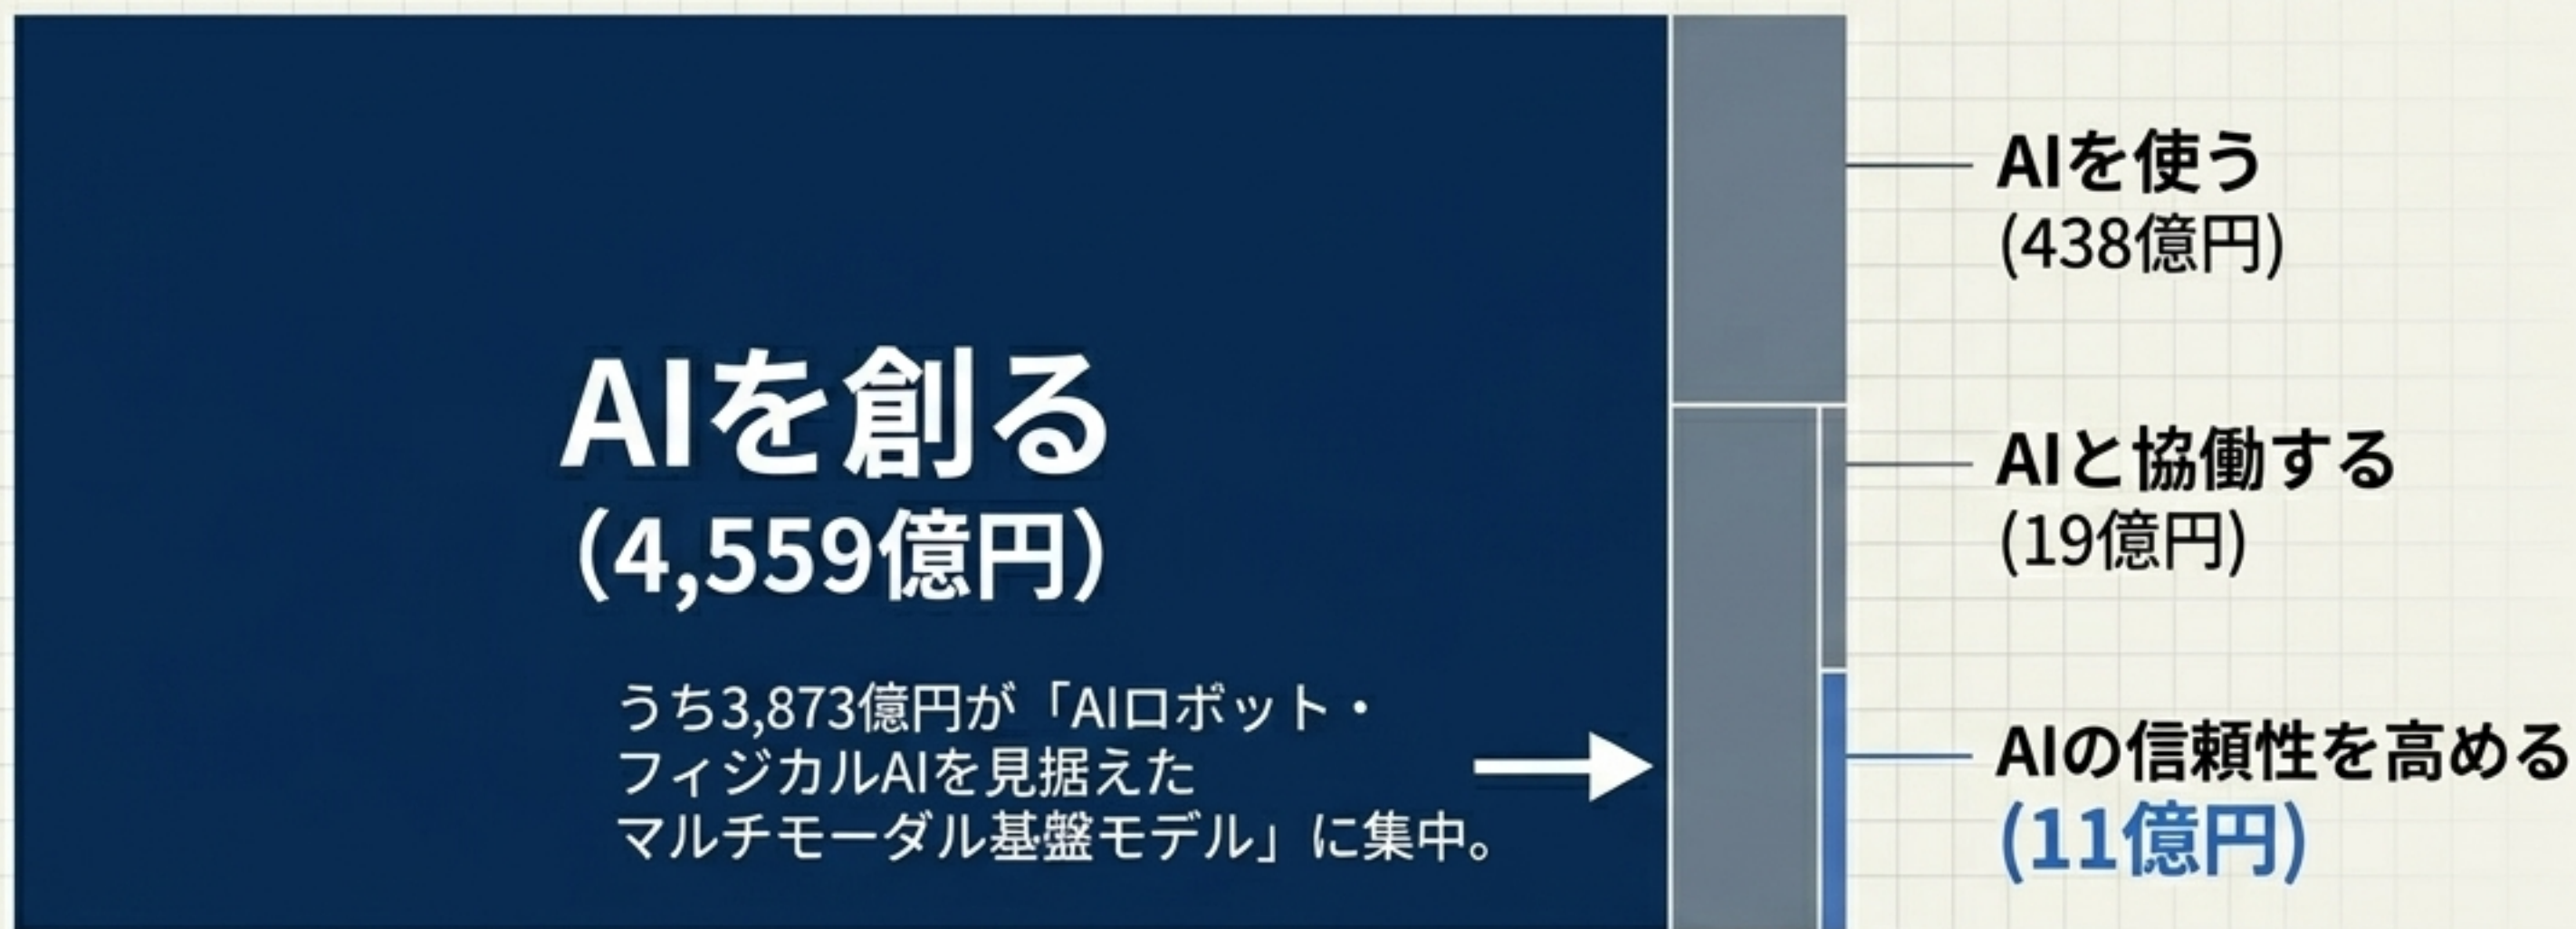 AIを創る
(4,559億円)
うち3,873億円が「AIロボット・
フィジカルAIを見据えた
マルチモーダル基盤モデル」に集中。
AIを使う
(438億円)
AIと協働する
(19億円)
AIの信頼性を高める
(11億円)